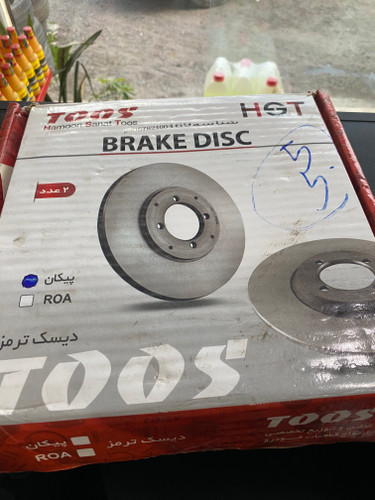 TOOS
Hamoon Sanat Toos
HST
BRAKE DISC
۲ عدد
پیکان
ROA
دیسک ترمز
TOOS
TOOS
دیسک ترمز
پیکان
ROA